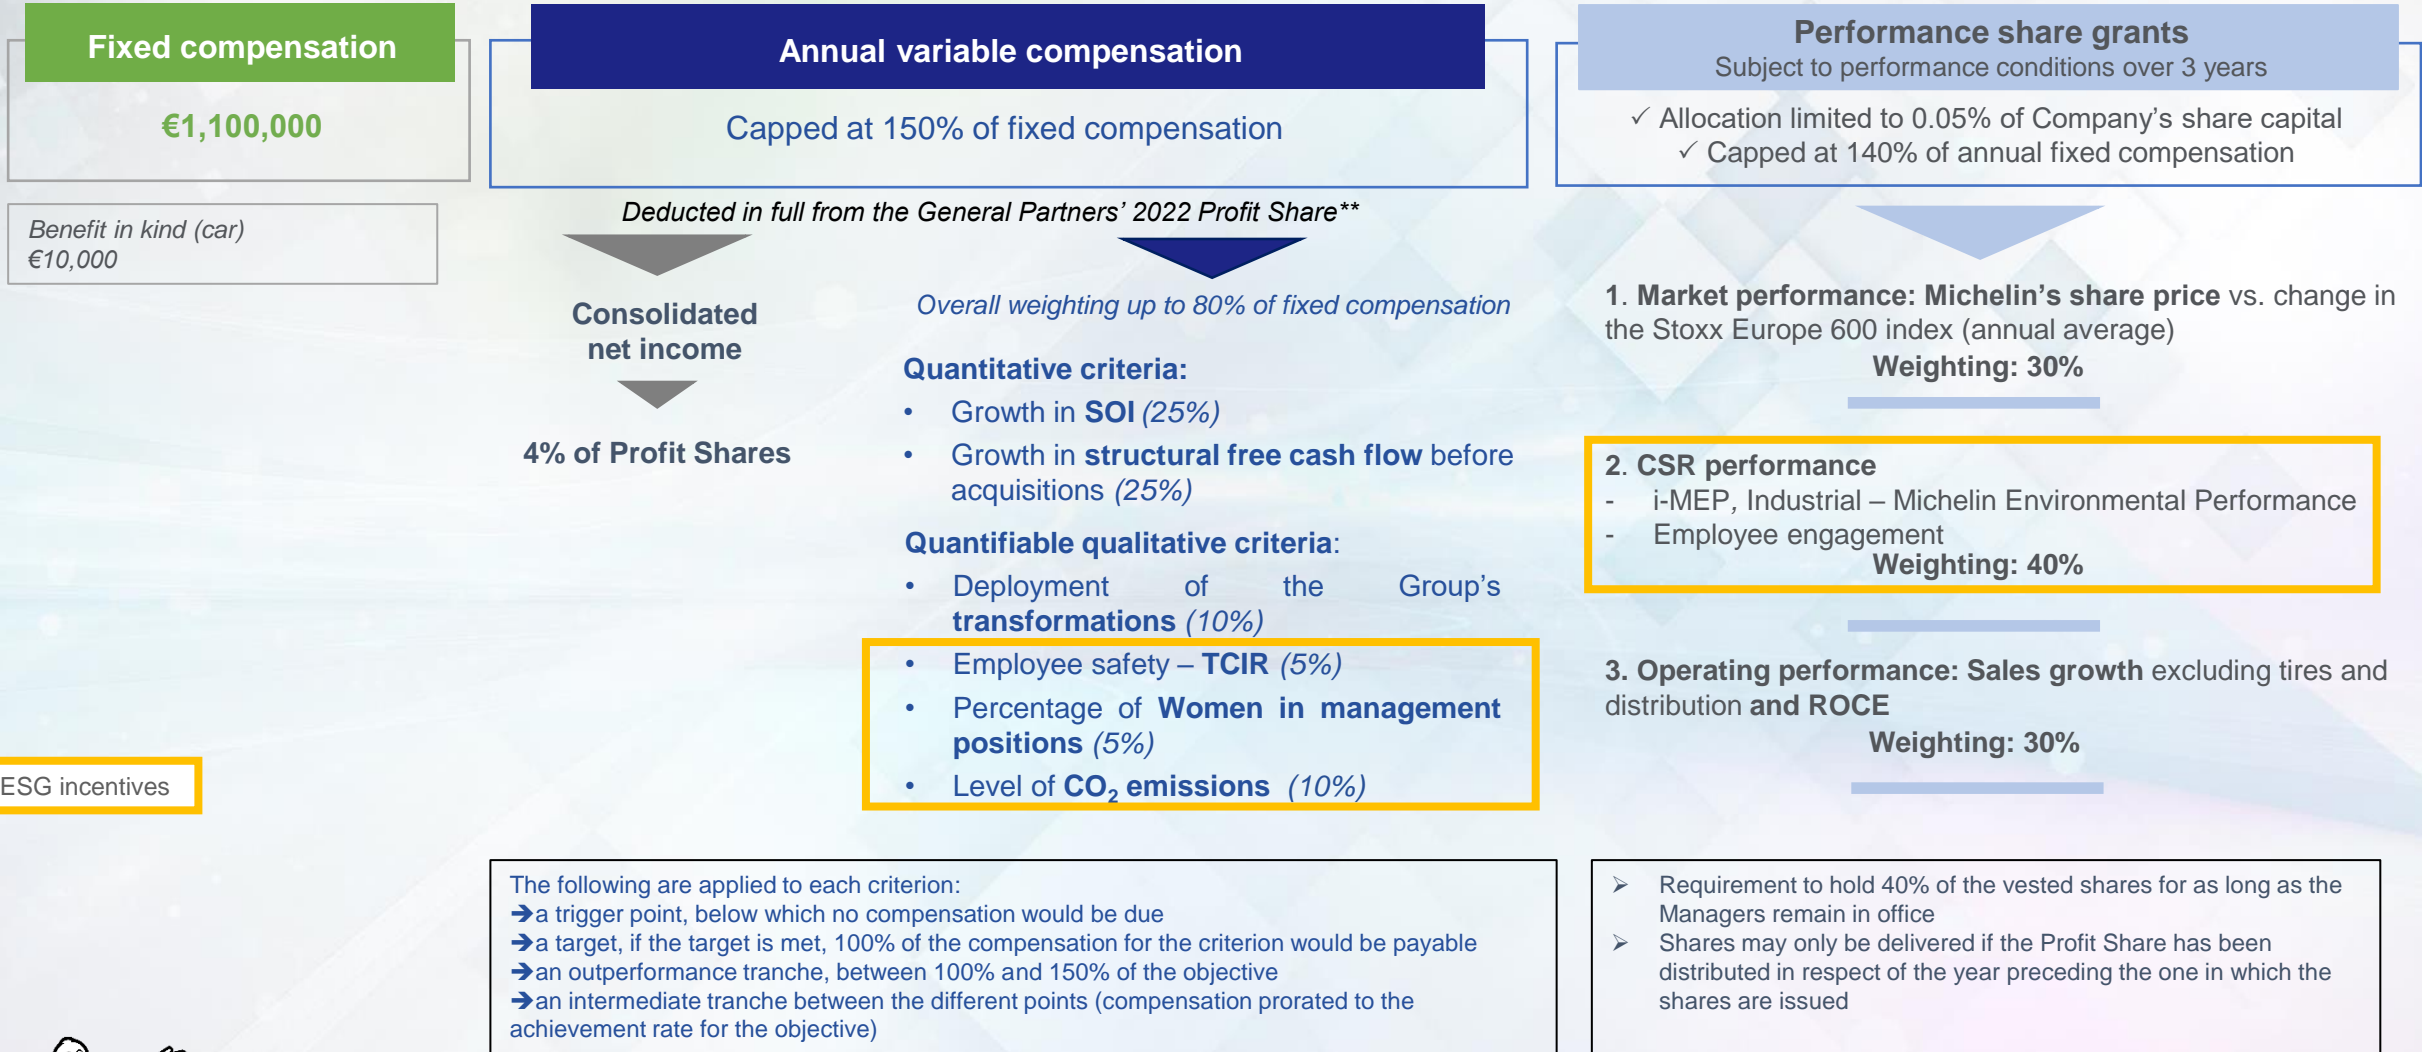 Fixed compensation
€1,100,000
Benefit in kind (car)
€10,000
ESG incentives
Annual variable compensation
Capped at 150% of fixed compensation
Deducted in full from the General Partners' 2022 Profit Share**
Consolidated
net income
4% of Profit Shares
Overall weighting up to 80% of fixed compensation
Quantitative criteria:
• Growth in SOI (25%)
• Growth in structural free cash flow before
acquisitions (25%)
Quantifiable qualitative criteria:
• Deployment of the Group's
transformations (10%)
• Employee safety – TCIR (5%)
• Percentage of Women in management
positions (5%)
• Level of CO₂ emissions (10%)
The following are applied to each criterion:
➔a trigger point, below which no compensation would be due
➔a target, if the target is met, 100% of the compensation for the criterion would be payable
➔an outperformance tranche, between 100% and 150% of the objective
➔an intermediate tranche between the different points (compensation prorated to the
achievement rate for the objective)
Performance share grants
Subject to performance conditions over 3 years
✓ Allocation limited to 0.05% of Company's share capital
✓ Capped at 140% of annual fixed compensation
1. Market performance: Michelin's share price vs. change in
the Stoxx Europe 600 index (annual average)
Weighting: 30%
2. CSR performance
- i-MEP, Industrial – Michelin Environmental Performance
- Employee engagement
Weighting: 40%
3. Operating performance: Sales growth excluding tires and
distribution and ROCE
Weighting: 30%
➢ Requirement to hold 40% of the vested shares for as long as the
Managers remain in office
➢ Shares may only be delivered if the Profit Share has been
distributed in respect of the year preceding the one in which the
shares are issued